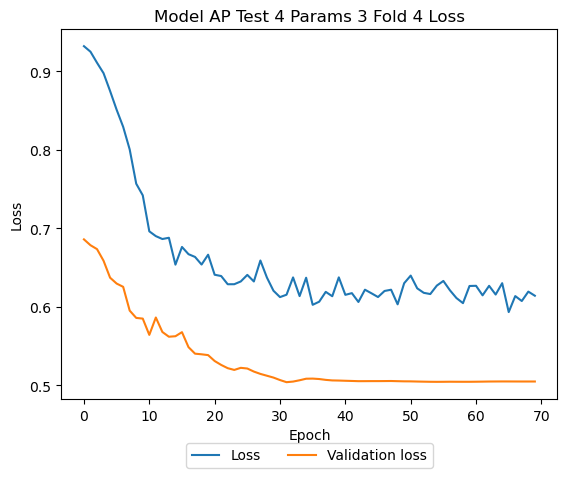 Model AP Test 4 Params 3 Fold 4 Loss
0.9
0.8
0.7
0.6
0.5
Loss
0 10 20 30 40 50 60 70
Epoch
Loss Validation loss